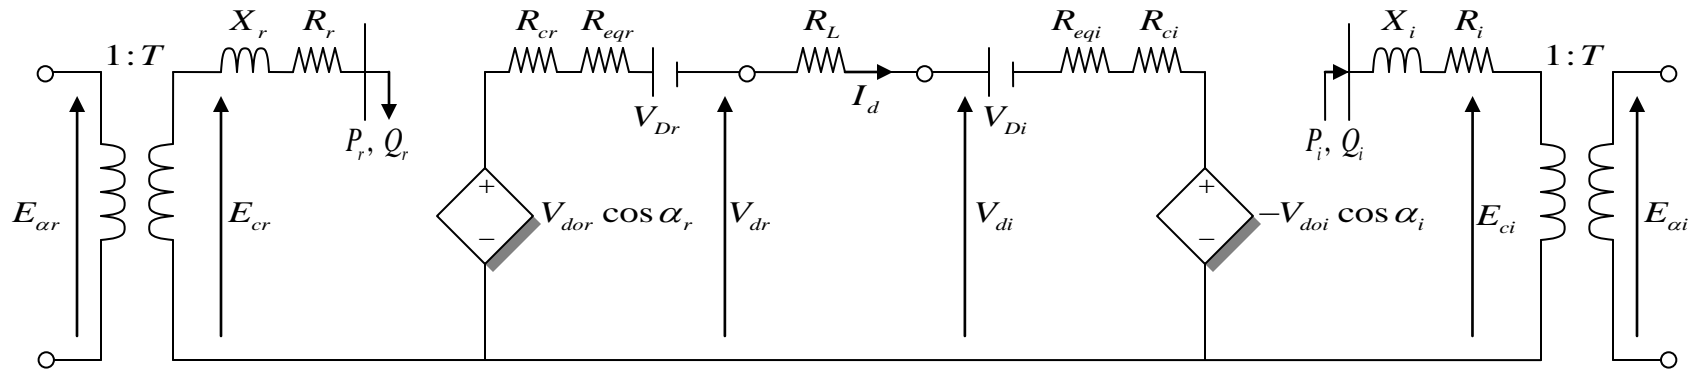 X_r R_r R_cr R_eqr R_L R_eqi R_ci X_i R_i
1:T 1:T
I_d
V_Dr V_Di
P_r, Q_r P_i, Q_i
+ +
E_αr E_cr V_dor cos α_r V_dr V_di −V_doi cos α_i E_ci E_αi
− −